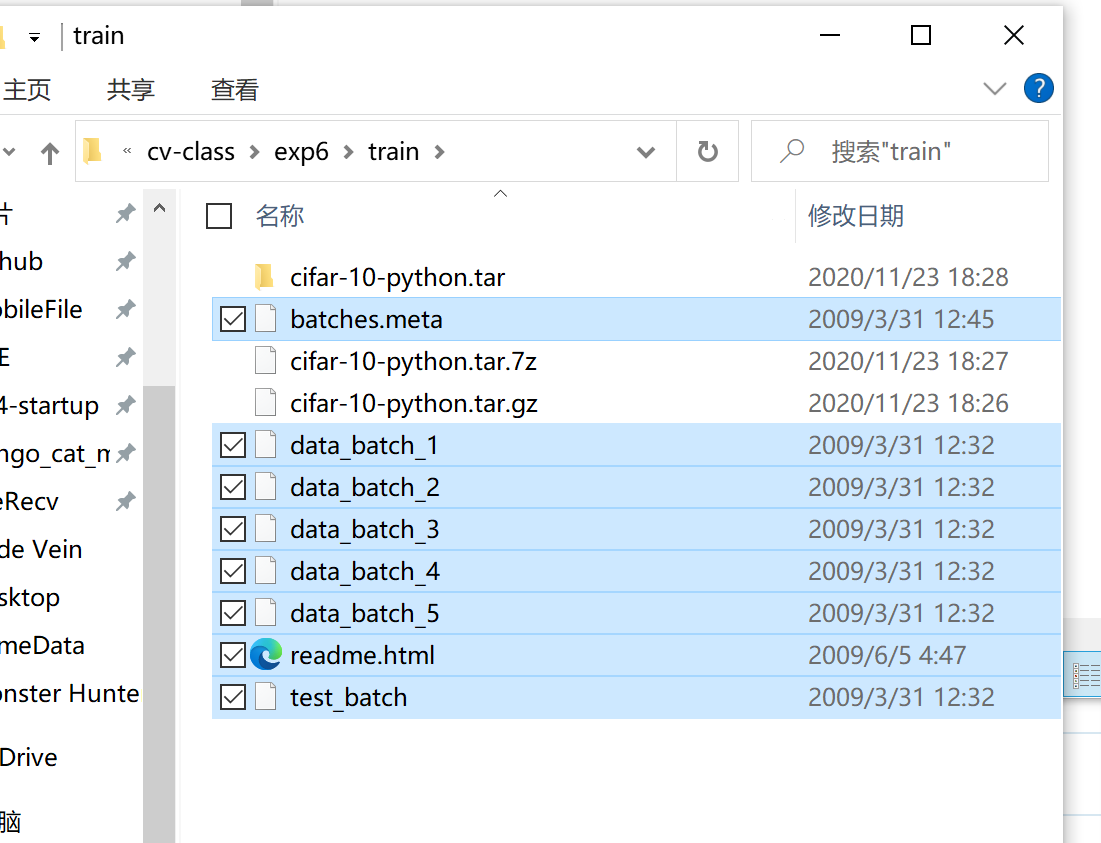 train
主页 共享 查看
« cv-class exp6 train
搜索"train"
名称 修改日期
片
hub
obileFile
E
4-startup
ngo_cat_m
eRecv
de Vein
sktop
meData
onster Hunte
Drive
脑
cifar-10-python.tar 2020/11/23 18:28
batches.meta 2009/3/31 12:45
cifar-10-python.tar.7z 2020/11/23 18:27
cifar-10-python.tar.gz 2020/11/23 18:26
data_batch_1 2009/3/31 12:32
data_batch_2 2009/3/31 12:32
data_batch_3 2009/3/31 12:32
data_batch_4 2009/3/31 12:32
data_batch_5 2009/3/31 12:32
readme.html 2009/6/5 4:47
test_batch 2009/3/31 12:32